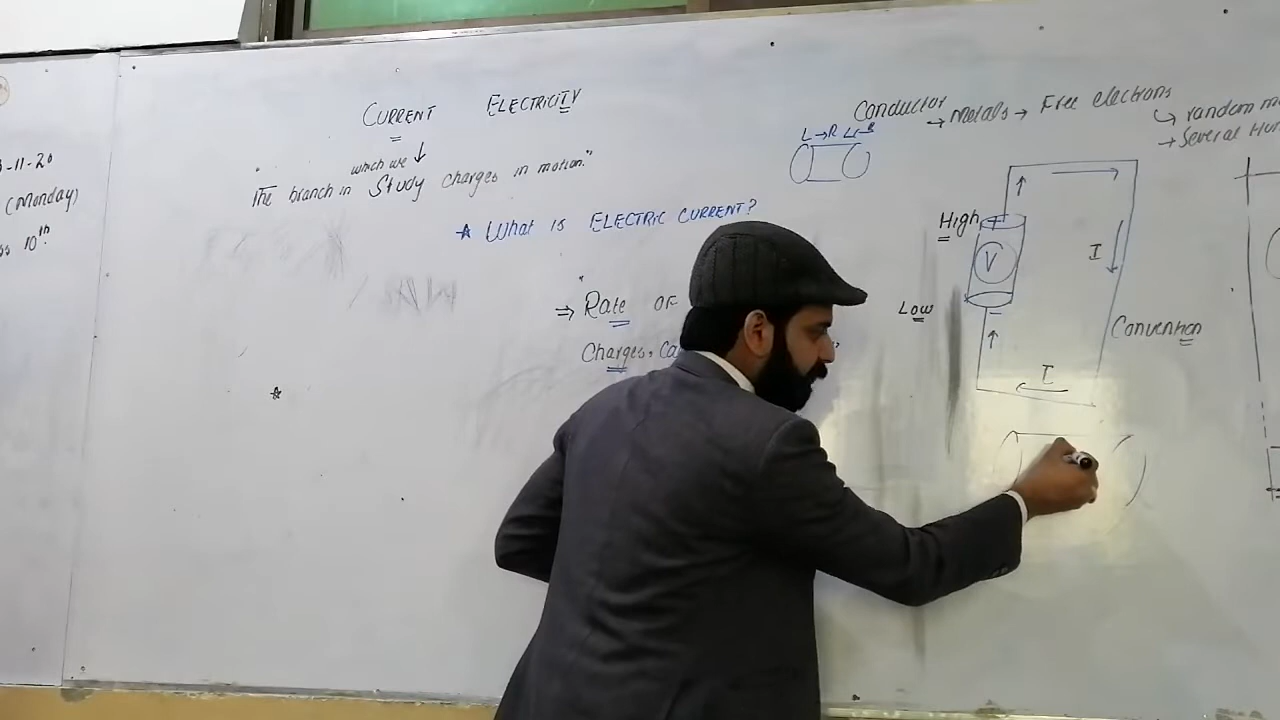 -11-20
(Monday)
10th
CURRENT ELECTRICITY
which we ↓
"The branch in Study charges in motion."
☆ What is ELECTRIC CURRENT?
"
⇒ Rate OF
Charges,
"
Conductor → Metals → Free electrons
↳ random
→ Several
L→R L→R
High +
V
Low
−
I
Convention
I